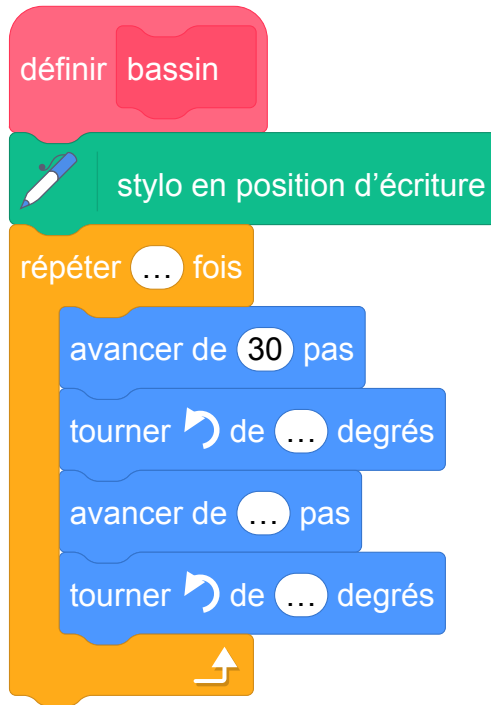 définir bassin
stylo en position d’écriture
répéter … fois
avancer de 30 pas
tourner de … degrés
avancer de … pas
tourner de … degrés